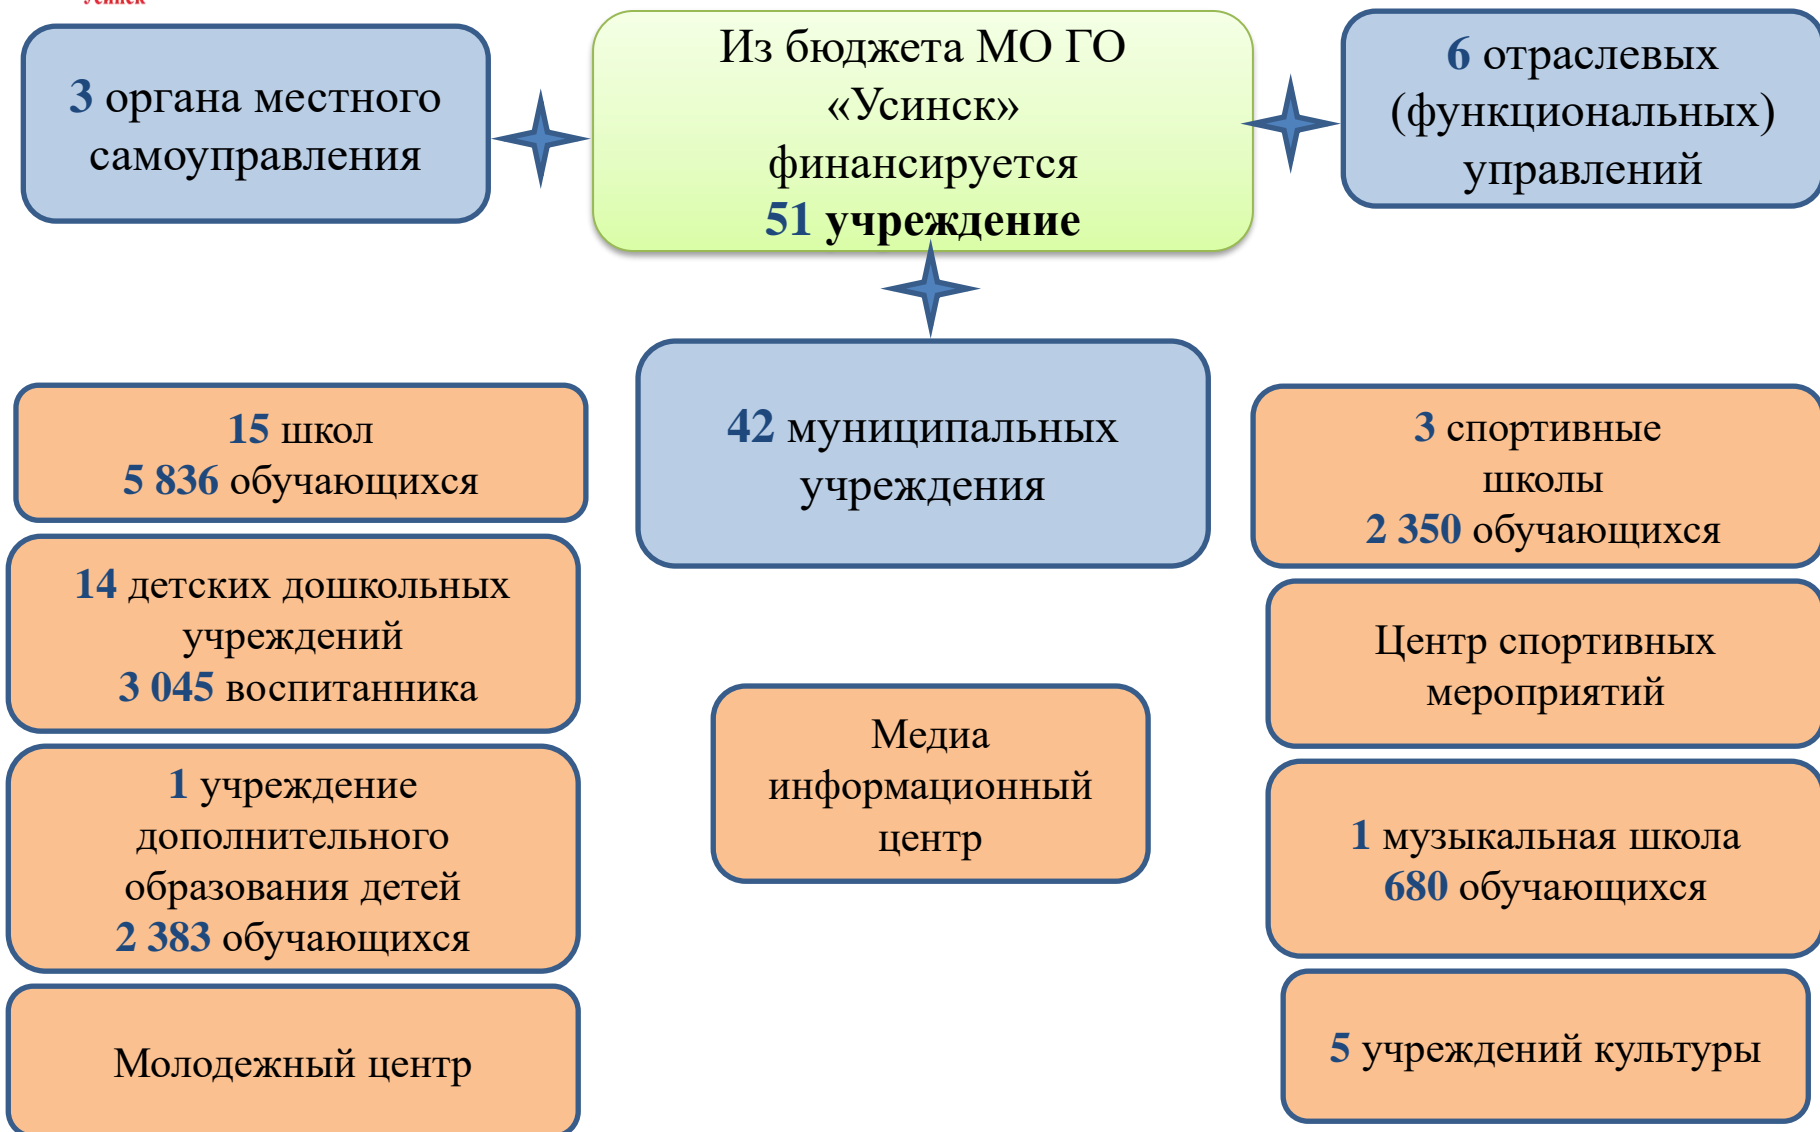 Усинск
3 органа местного
самоуправления
Из бюджета МО ГО
«Усинск»
финансируется
51 учреждение
6 отраслевых
(функциональных)
управлений
42 муниципальных
учреждения
15 школ
5 836 обучающихся
14 детских дошкольных
учреждений
3 045 воспитанника
1 учреждение
дополнительного
образования детей
2 383 обучающихся
Молодежный центр
Медиа
информационный
центр
3 спортивные
школы
2 350 обучающихся
Центр спортивных
мероприятий
1 музыкальная школа
680 обучающихся
5 учреждений культуры